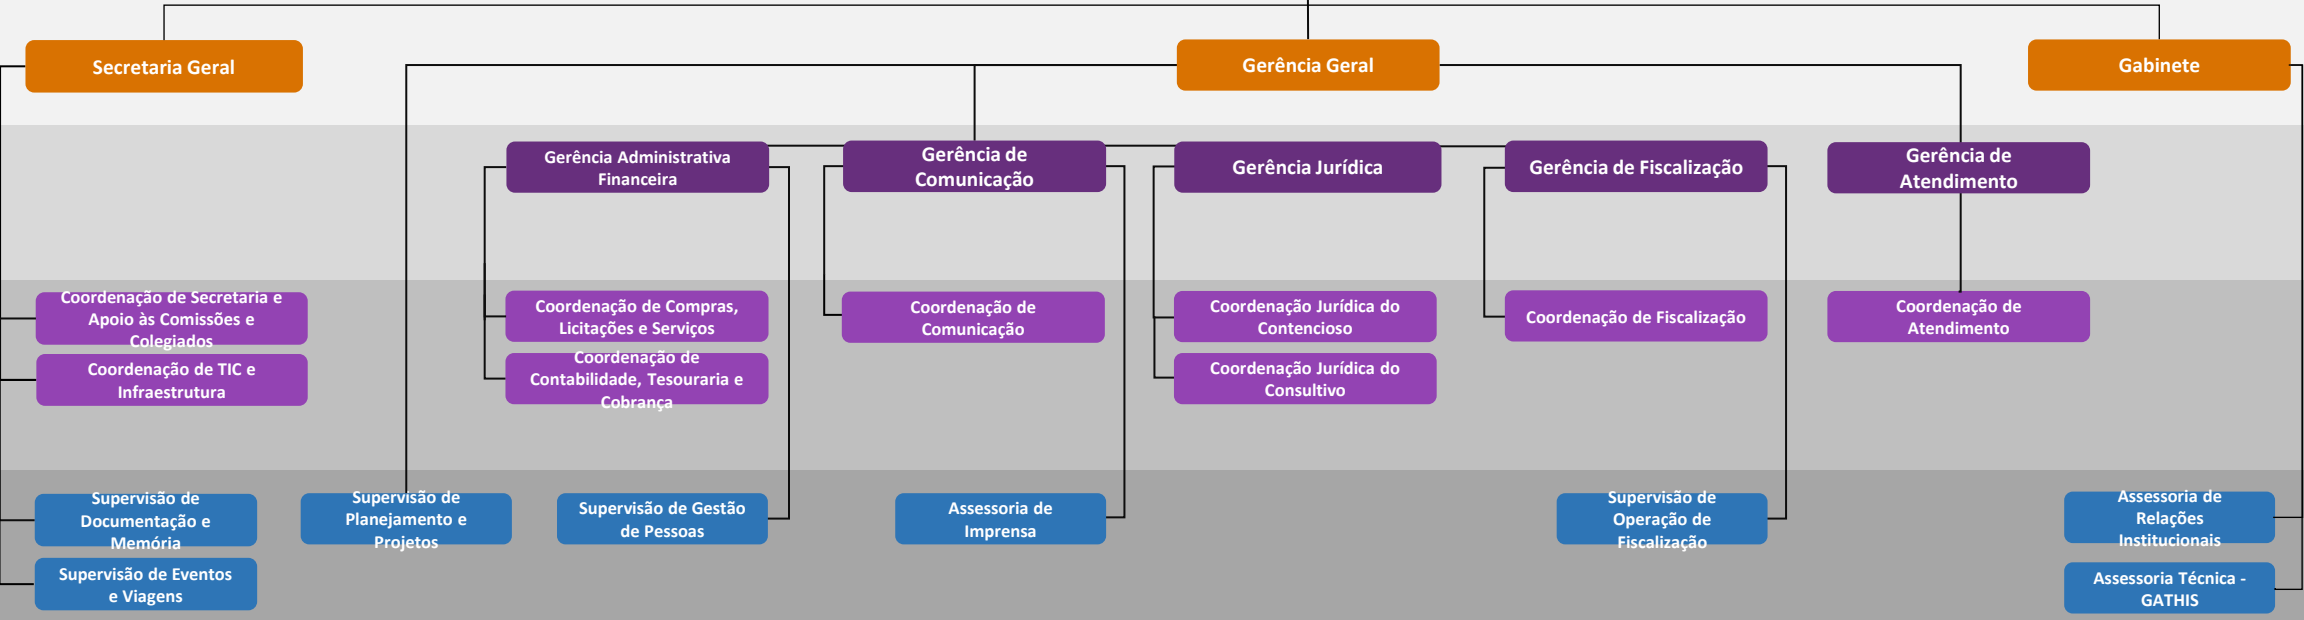 Secretaria Geral
Gerência Geral
Gabinete
Gerência Administrativa
Financeira
Gerência de
Comunicação
Gerência Jurídica
Gerência de Fiscalização
Gerência de
Atendimento
Coordenação de Secretaria e
Apoio às Comissões e
Colegiados
Coordenação de Compras,
Licitações e Serviços
Coordenação de
Comunicação
Coordenação Jurídica do
Contencioso
Coordenação de Fiscalização
Coordenação de
Atendimento
Coordenação de TIC e
Infraestrutura
Coordenação de
Contabilidade, Tesouraria e
Cobrança
Coordenação Jurídica do
Consultivo
Supervisão de
Documentação e
Memória
Supervisão de
Planejamento e
Projetos
Supervisão de Gestão
de Pessoas
Assessoria de
Imprensa
Supervisão de
Operação de
Fiscalização
Assessoria de
Relações
Institucionais
Supervisão de Eventos
e Viagens
Assessoria Técnica -
GATHIS